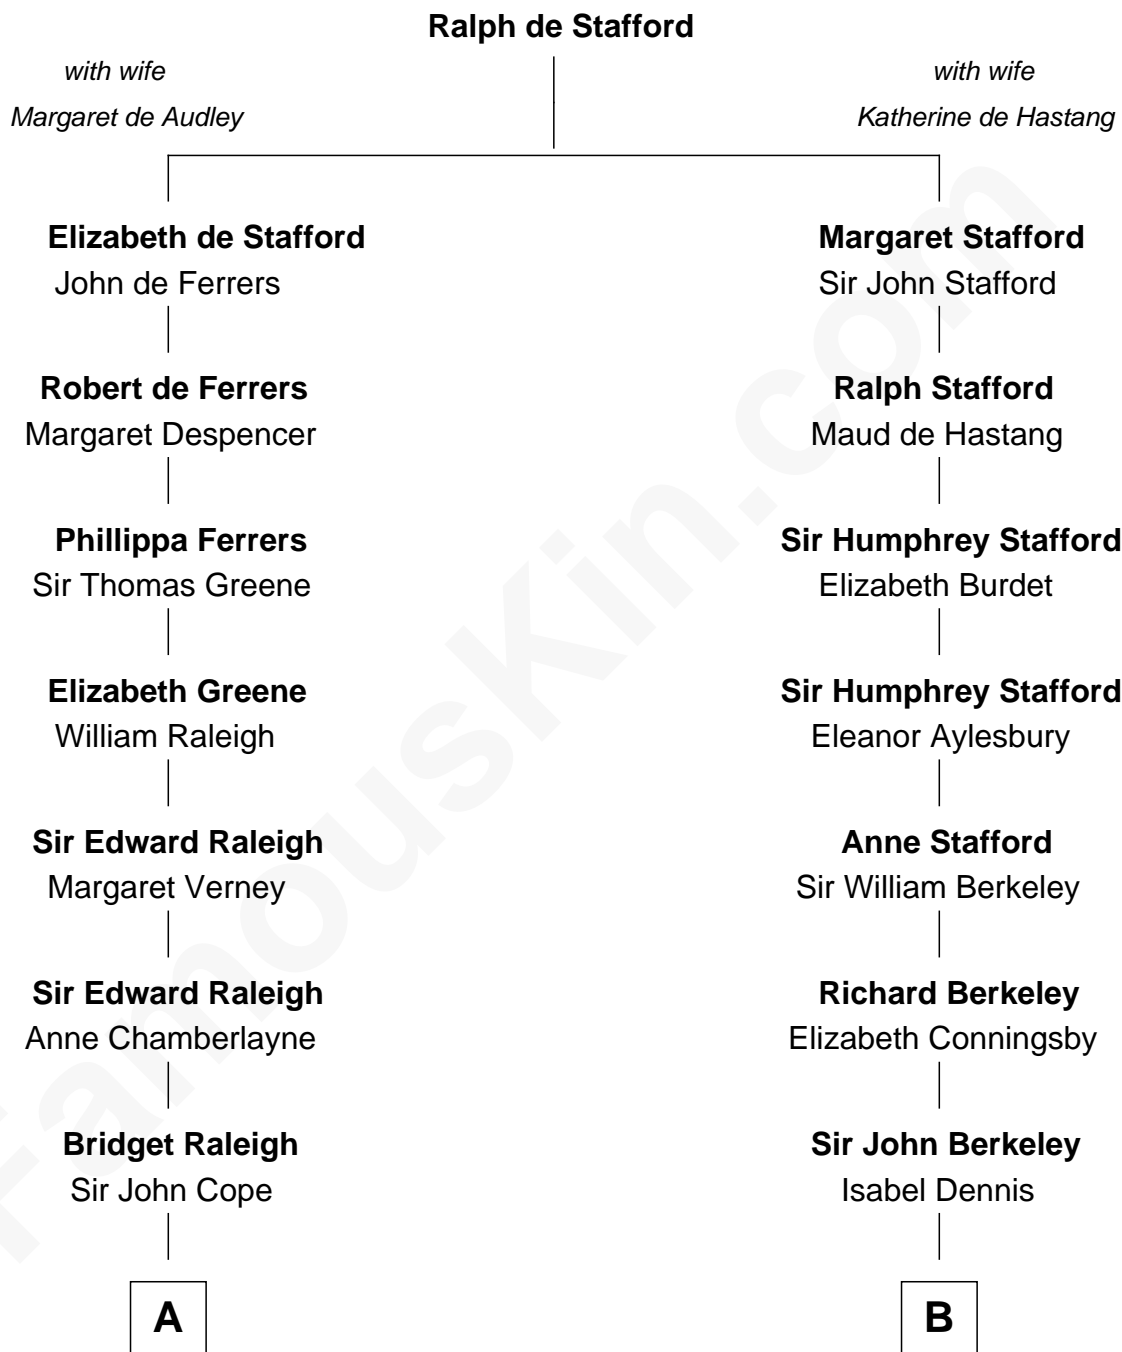 Ralph de Stafford
with wife
Margaret de Audley
with wife
Katherine de Hastang
Elizabeth de Stafford
John de Ferrers
Margaret Stafford
Sir John Stafford
Robert de Ferrers
Margaret Despencer
Ralph Stafford
Maud de Hastang
Phillippa Ferrers
Sir Thomas Greene
Sir Humphrey Stafford
Elizabeth Burdet
Elizabeth Greene
William Raleigh
Sir Humphrey Stafford
Eleanor Aylesbury
Sir Edward Raleigh
Margaret Verney
Anne Stafford
Sir William Berkeley
Sir Edward Raleigh
Anne Chamberlayne
Richard Berkeley
Elizabeth Conningsby
Bridget Raleigh
Sir John Cope
Sir John Berkeley
Isabel Dennis
A
B
FamousKin.com